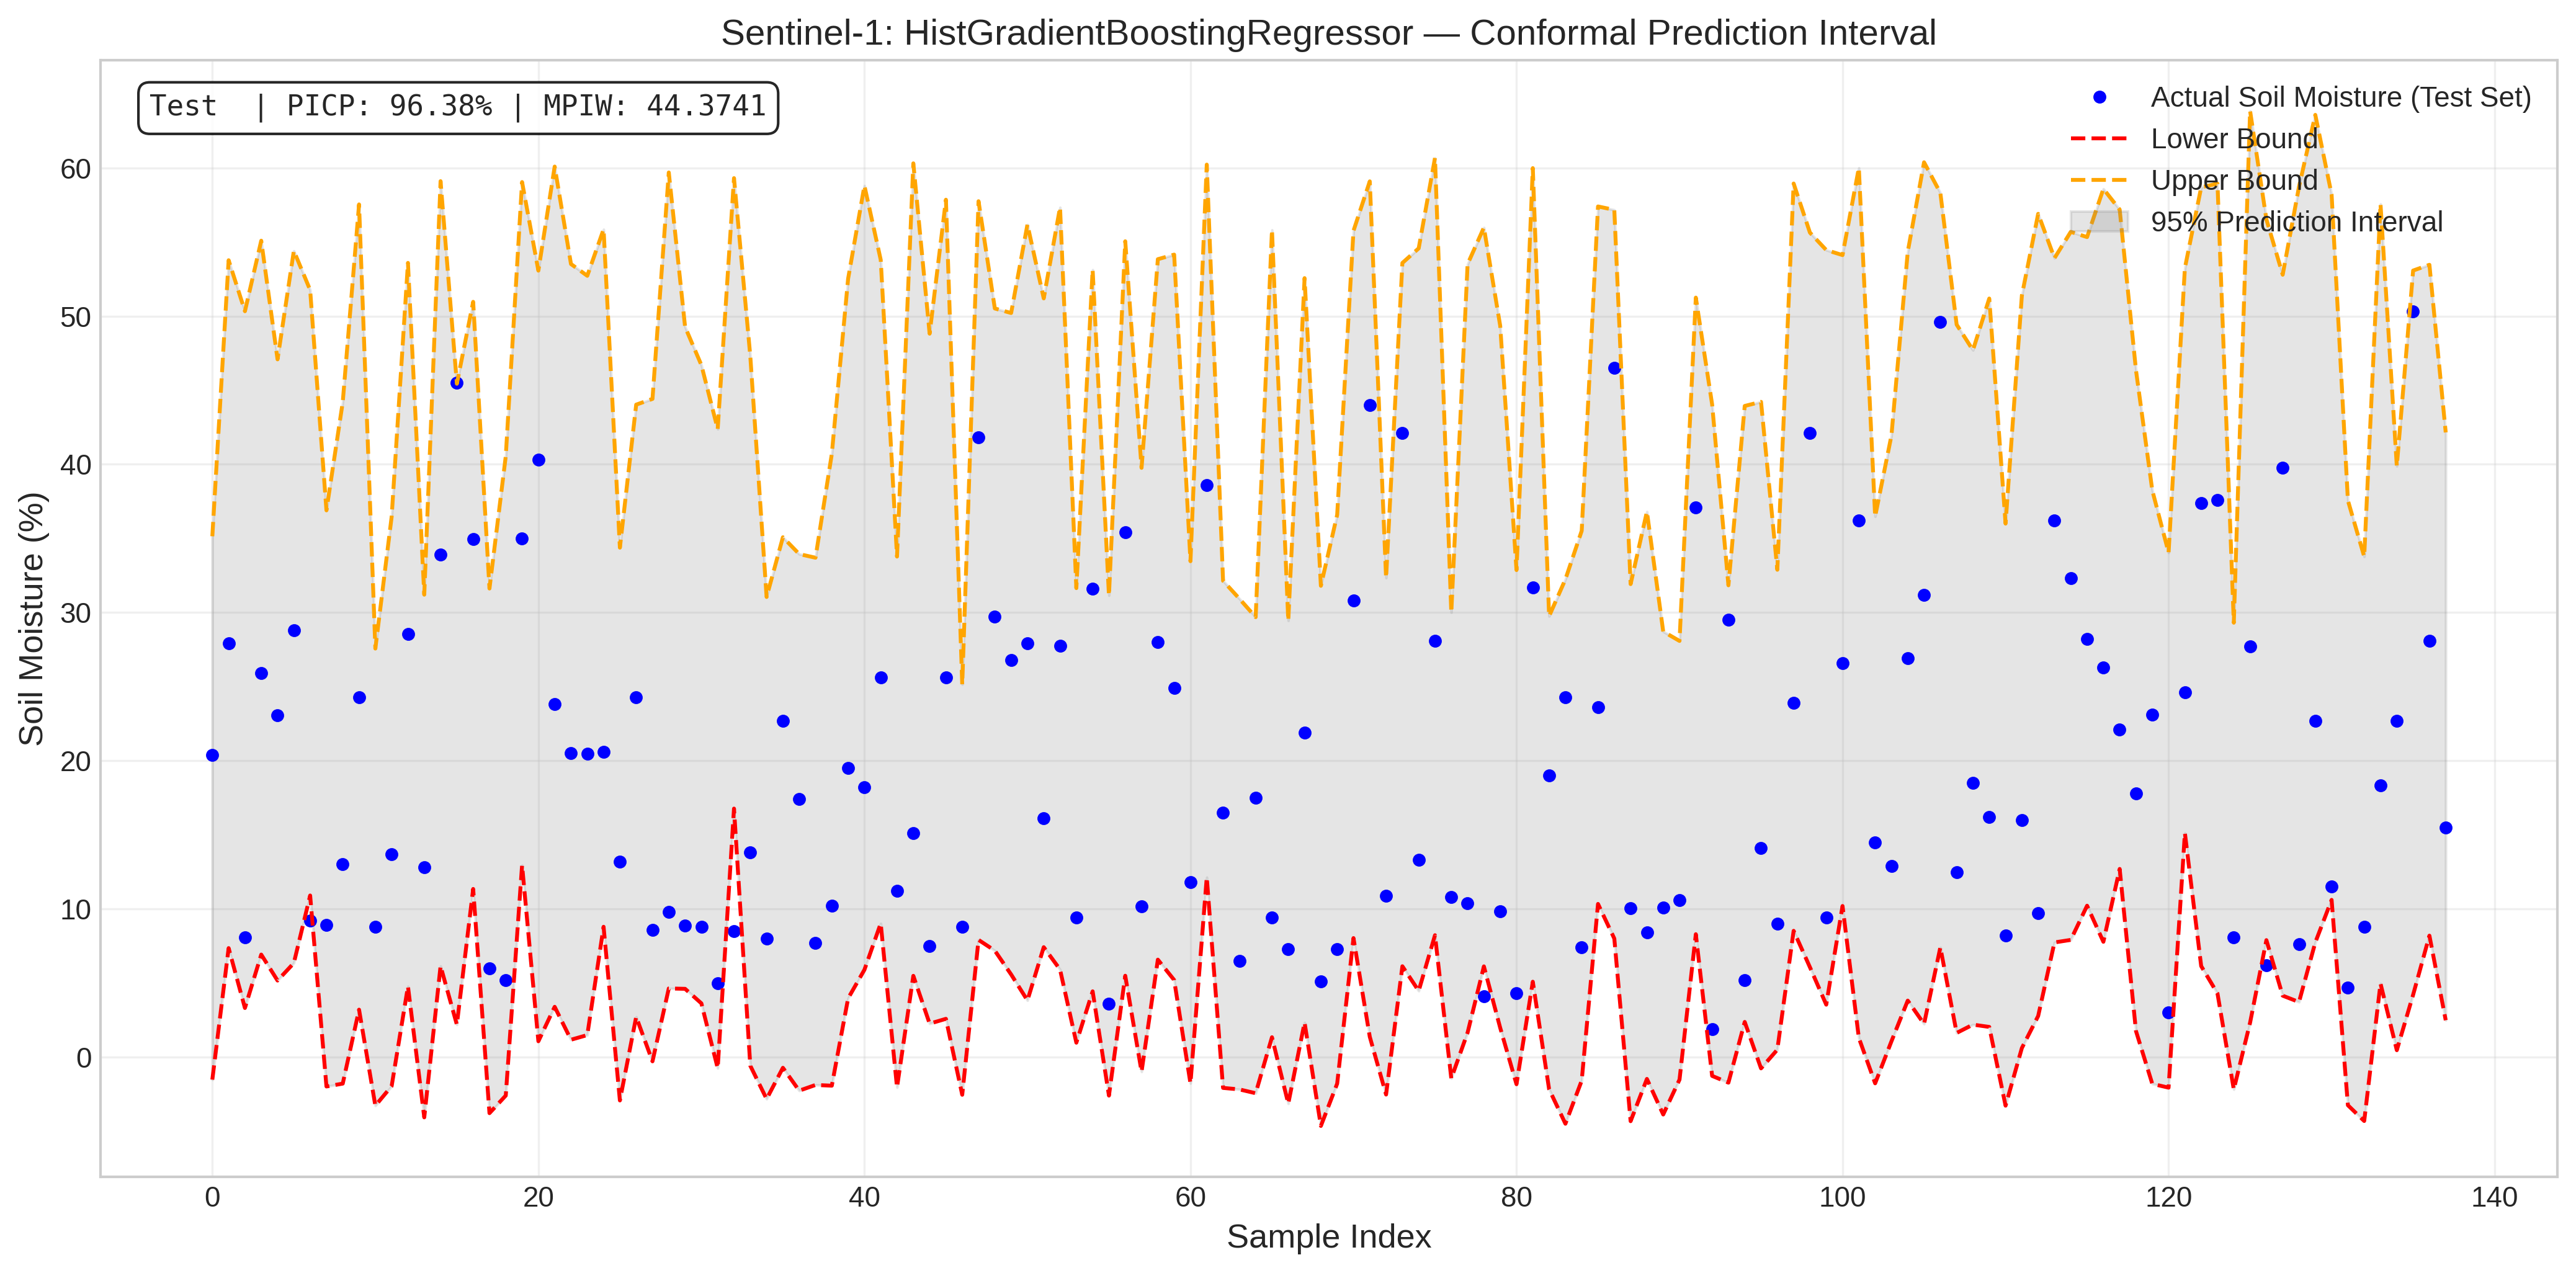 Sentinel-1: HistGradientBoostingRegressor — Conformal Prediction Interval
Test  | PICP: 96.38% | MPIW: 44.3741
Actual Soil Moisture (Test Set)
Lower Bound
Upper Bound
95% Prediction Interval
Soil Moisture (%)
60
50
40
30
20
10
0
0 20 40 60 80 100 120 140
Sample Index